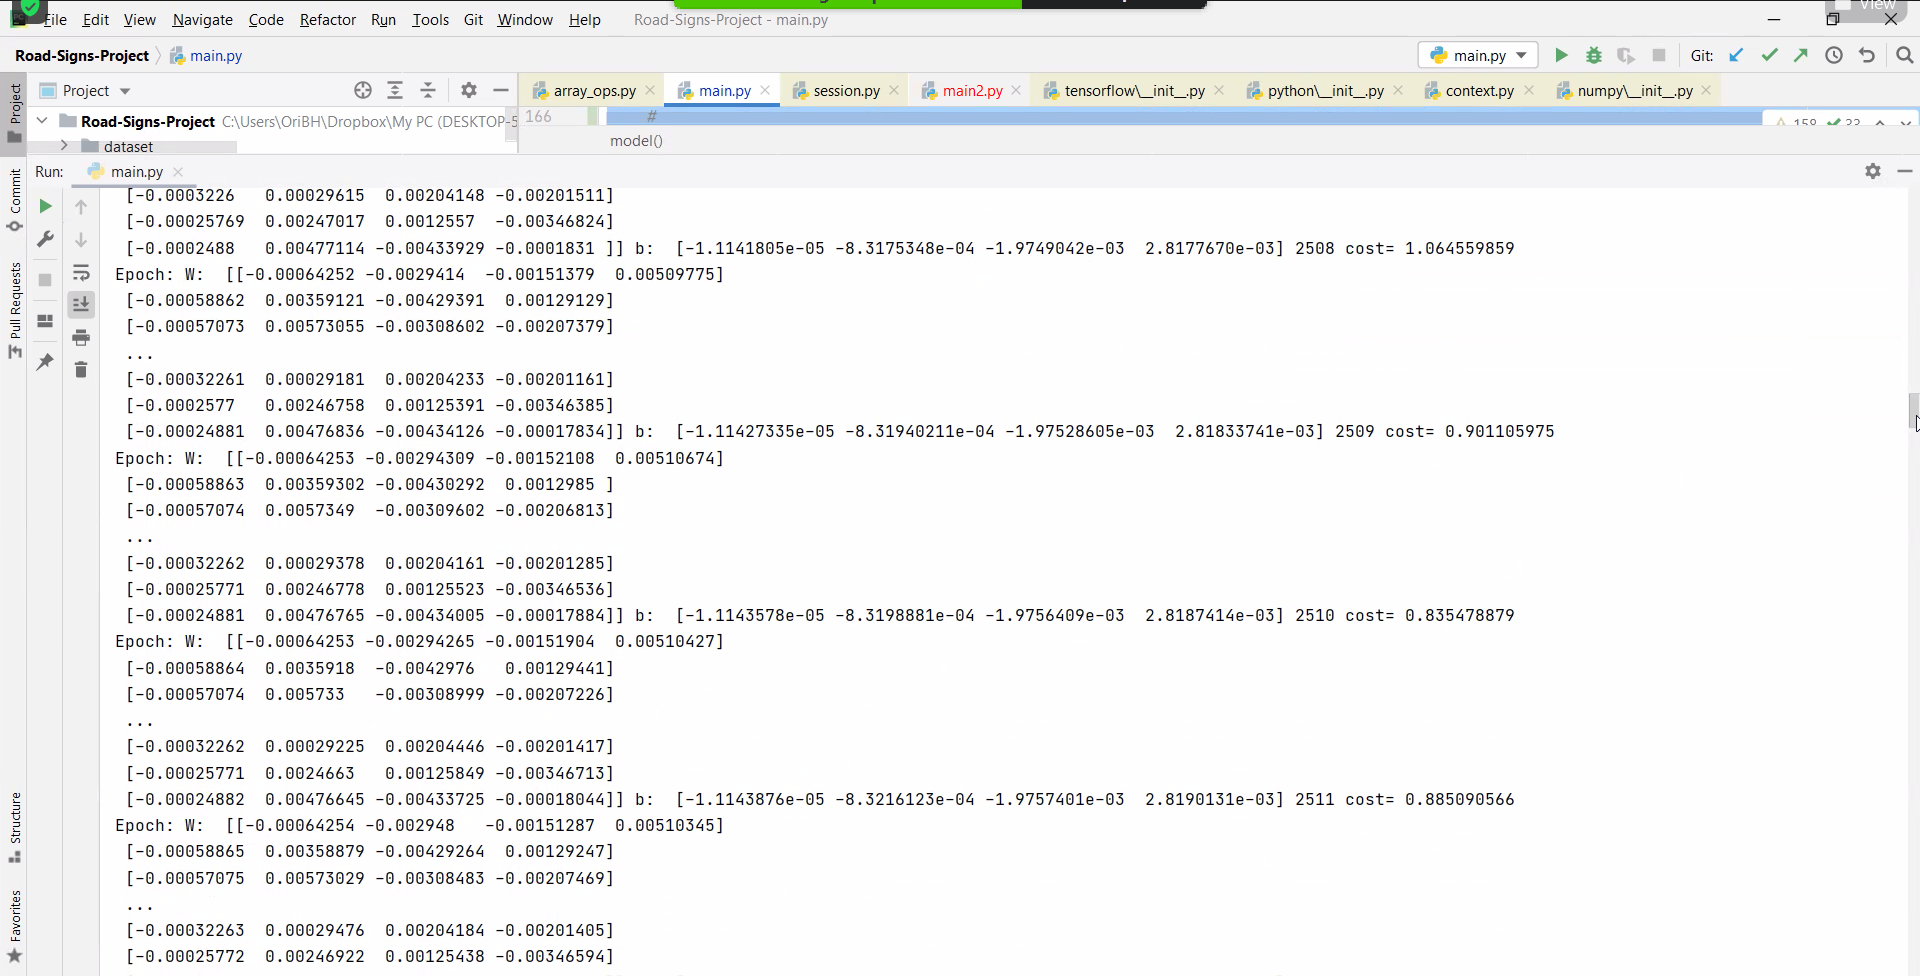 File Edit View Navigate Code Refactor Run Tools Git Window Help Road-Signs-Project - main.py
View
Road-Signs-Project main.py main.py Git:
Project array_ops.py main.py session.py main2.py tensorflow\__init__.py python\__init__.py context.py numpy\__init__.py
Road-Signs-Project C:\Users\OriBH\Dropbox\My PC (DESKTOP-5 166 # 158 33
dataset model()
Run: main.py
[-0.0003226 0.00029615 0.00204148 -0.00201511]
[-0.00025769 0.00247017 0.0012557 -0.00346824]
[-0.0002488 0.00477114 -0.00433929 -0.0001831 ]] b: [-1.1141805e-05 -8.3175348e-04 -1.9749042e-03 2.8177670e-03] 2508 cost= 1.064559859
Epoch: W: [[-0.00064252 -0.0029414 -0.00151379 0.00509775]
[-0.00058862 0.00359121 -0.00429391 0.00129129]
[-0.00057073 0.00573055 -0.00308602 -0.00207379]
...
[-0.00032261 0.00029181 0.00204233 -0.00201161]
[-0.0002577 0.00246758 0.00125391 -0.00346385]
[-0.00024881 0.00476836 -0.00434126 -0.00017834]] b: [-1.11427335e-05 -8.31940211e-04 -1.97528605e-03 2.81833741e-03] 2509 cost= 0.901105975
Epoch: W: [[-0.00064253 -0.00294309 -0.00152108 0.00510674]
[-0.00058863 0.00359302 -0.00430292 0.0012985 ]
[-0.00057074 0.0057349 -0.00309602 -0.00206813]
...
[-0.00032262 0.00029378 0.00204161 -0.00201285]
[-0.00025771 0.00246778 0.00125523 -0.00346536]
[-0.00024881 0.00476765 -0.00434005 -0.00017884]] b: [-1.1143578e-05 -8.3198881e-04 -1.9756409e-03 2.8187414e-03] 2510 cost= 0.835478879
Epoch: W: [[-0.00064253 -0.00294265 -0.00151904 0.00510427]
[-0.00058864 0.0035918 -0.0042976 0.00129441]
[-0.00057074 0.005733 -0.00308999 -0.00207226]
...
[-0.00032262 0.00029225 0.00204446 -0.00201417]
[-0.00025771 0.0024663 0.00125849 -0.00346713]
[-0.00024882 0.00476645 -0.00433725 -0.00018044]] b: [-1.1143876e-05 -8.3216123e-04 -1.9757401e-03 2.8190131e-03] 2511 cost= 0.885090566
Epoch: W: [[-0.00064254 -0.002948 -0.00151287 0.00510345]
[-0.00058865 0.00358879 -0.00429264 0.00129247]
[-0.00057075 0.00573029 -0.00308483 -0.00207469]
...
[-0.00032263 0.00029476 0.00204184 -0.00201405]
[-0.00025772 0.00246922 0.00125438 -0.00346594]
Project
Commit
Pull Requests
Structure
Favorites